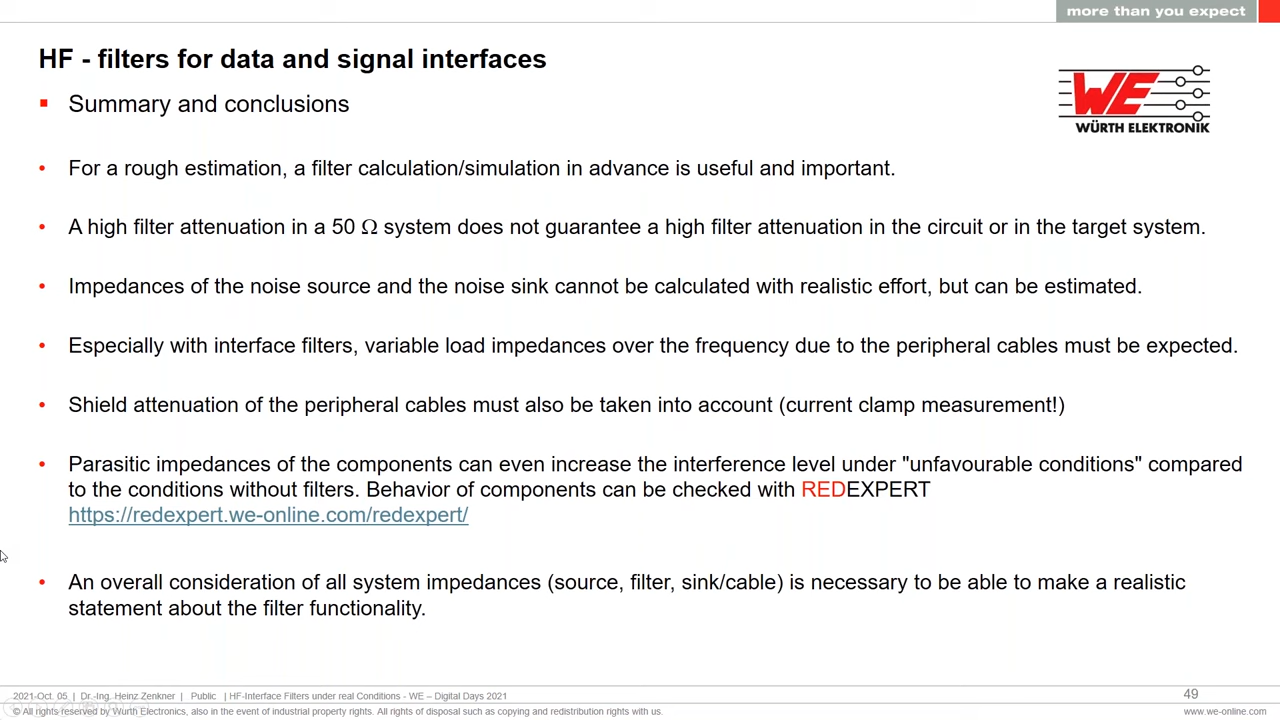 more than you expect
HF - filters for data and signal interfaces
WE
WÜRTH ELEKTRONIK
▪ Summary and conclusions
• For a rough estimation, a filter calculation/simulation in advance is useful and important.
• A high filter attenuation in a 50 Ω system does not guarantee a high filter attenuation in the circuit or in the target system.
• Impedances of the noise source and the noise sink cannot be calculated with realistic effort, but can be estimated.
• Especially with interface filters, variable load impedances over the frequency due to the peripheral cables must be expected.
• Shield attenuation of the peripheral cables must also be taken into account (current clamp measurement!)
• Parasitic impedances of the components can even increase the interference level under "unfavourable conditions" compared
to the conditions without filters. Behavior of components can be checked with REDEXPERT
https://redexpert.we-online.com/redexpert/
• An overall consideration of all system impedances (source, filter, sink/cable) is necessary to be able to make a realistic
statement about the filter functionality.
2021-Oct. 05 | Dr.-Ing. Heinz Zenkner | Public | HF-Interface Filters under real Conditions - WE – Digital Days 2021
49
© All rights reserved by Wurth Electronics, also in the event of industrial property rights. All rights of disposal such as copying and redistribution rights with us.
www.we-online.com